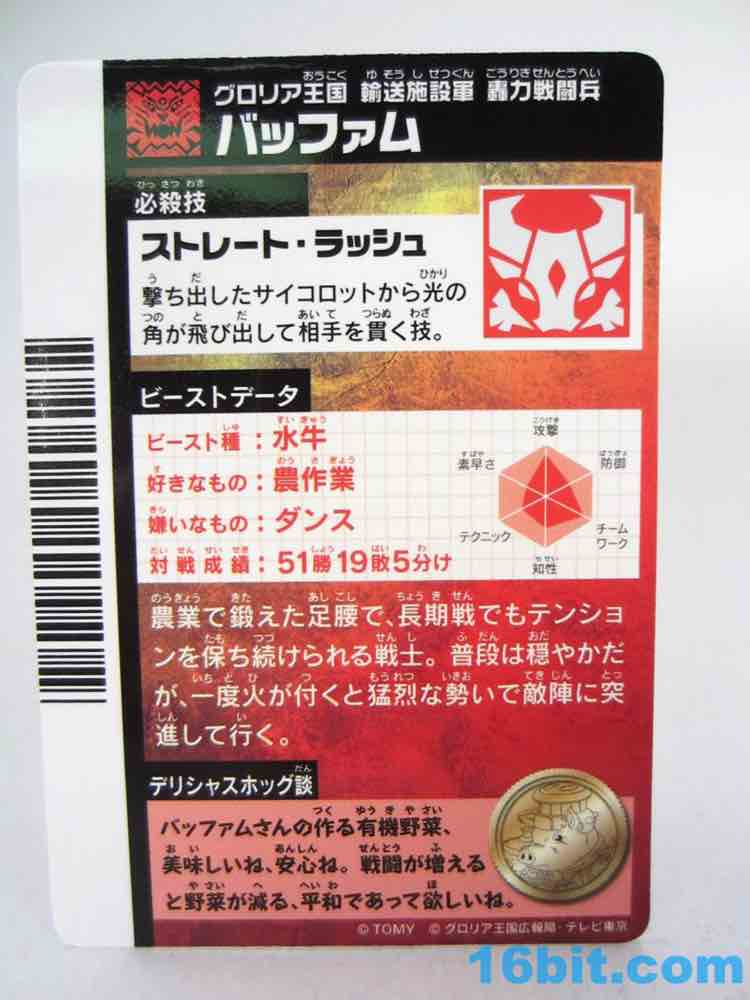 グロリア王国 輸送施設軍 轟力戦闘兵
バッファム
WON
必殺技
ストレート・ラッシュ
撃ち出したサイコロットから光の
角が飛び出して相手を貫く技。
ビーストデータ
ビースト種：水牛
好きなもの：農作業
嫌いなもの：ダンス
対戦成績：51勝19敗5分け
攻撃
防御
チーム
ワーク
知性
テクニック
素早さ
農業で鍛えた足腰で、長期戦でもテンショ
ンを保ち続けられる戦士。普段は穏やかだ
が、一度火が付くと猛烈な勢いで敵陣に突
進して行く。
デリシャスホッグ談
バッファムさんの作る有機野菜、
美味しいね、安心ね。戦闘が増える
と野菜が減る、平和であって欲しいね。
©TOMY ©グロリア王国広報局・テレビ東京
16bit.com